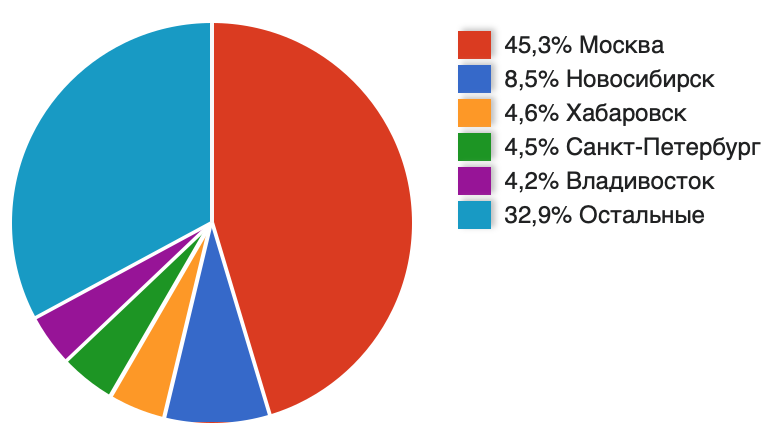 45,3% Москва
8,5% Новосибирск
4,6% Хабаровск
4,5% Санкт-Петербург
4,2% Владивосток
32,9% Остальные